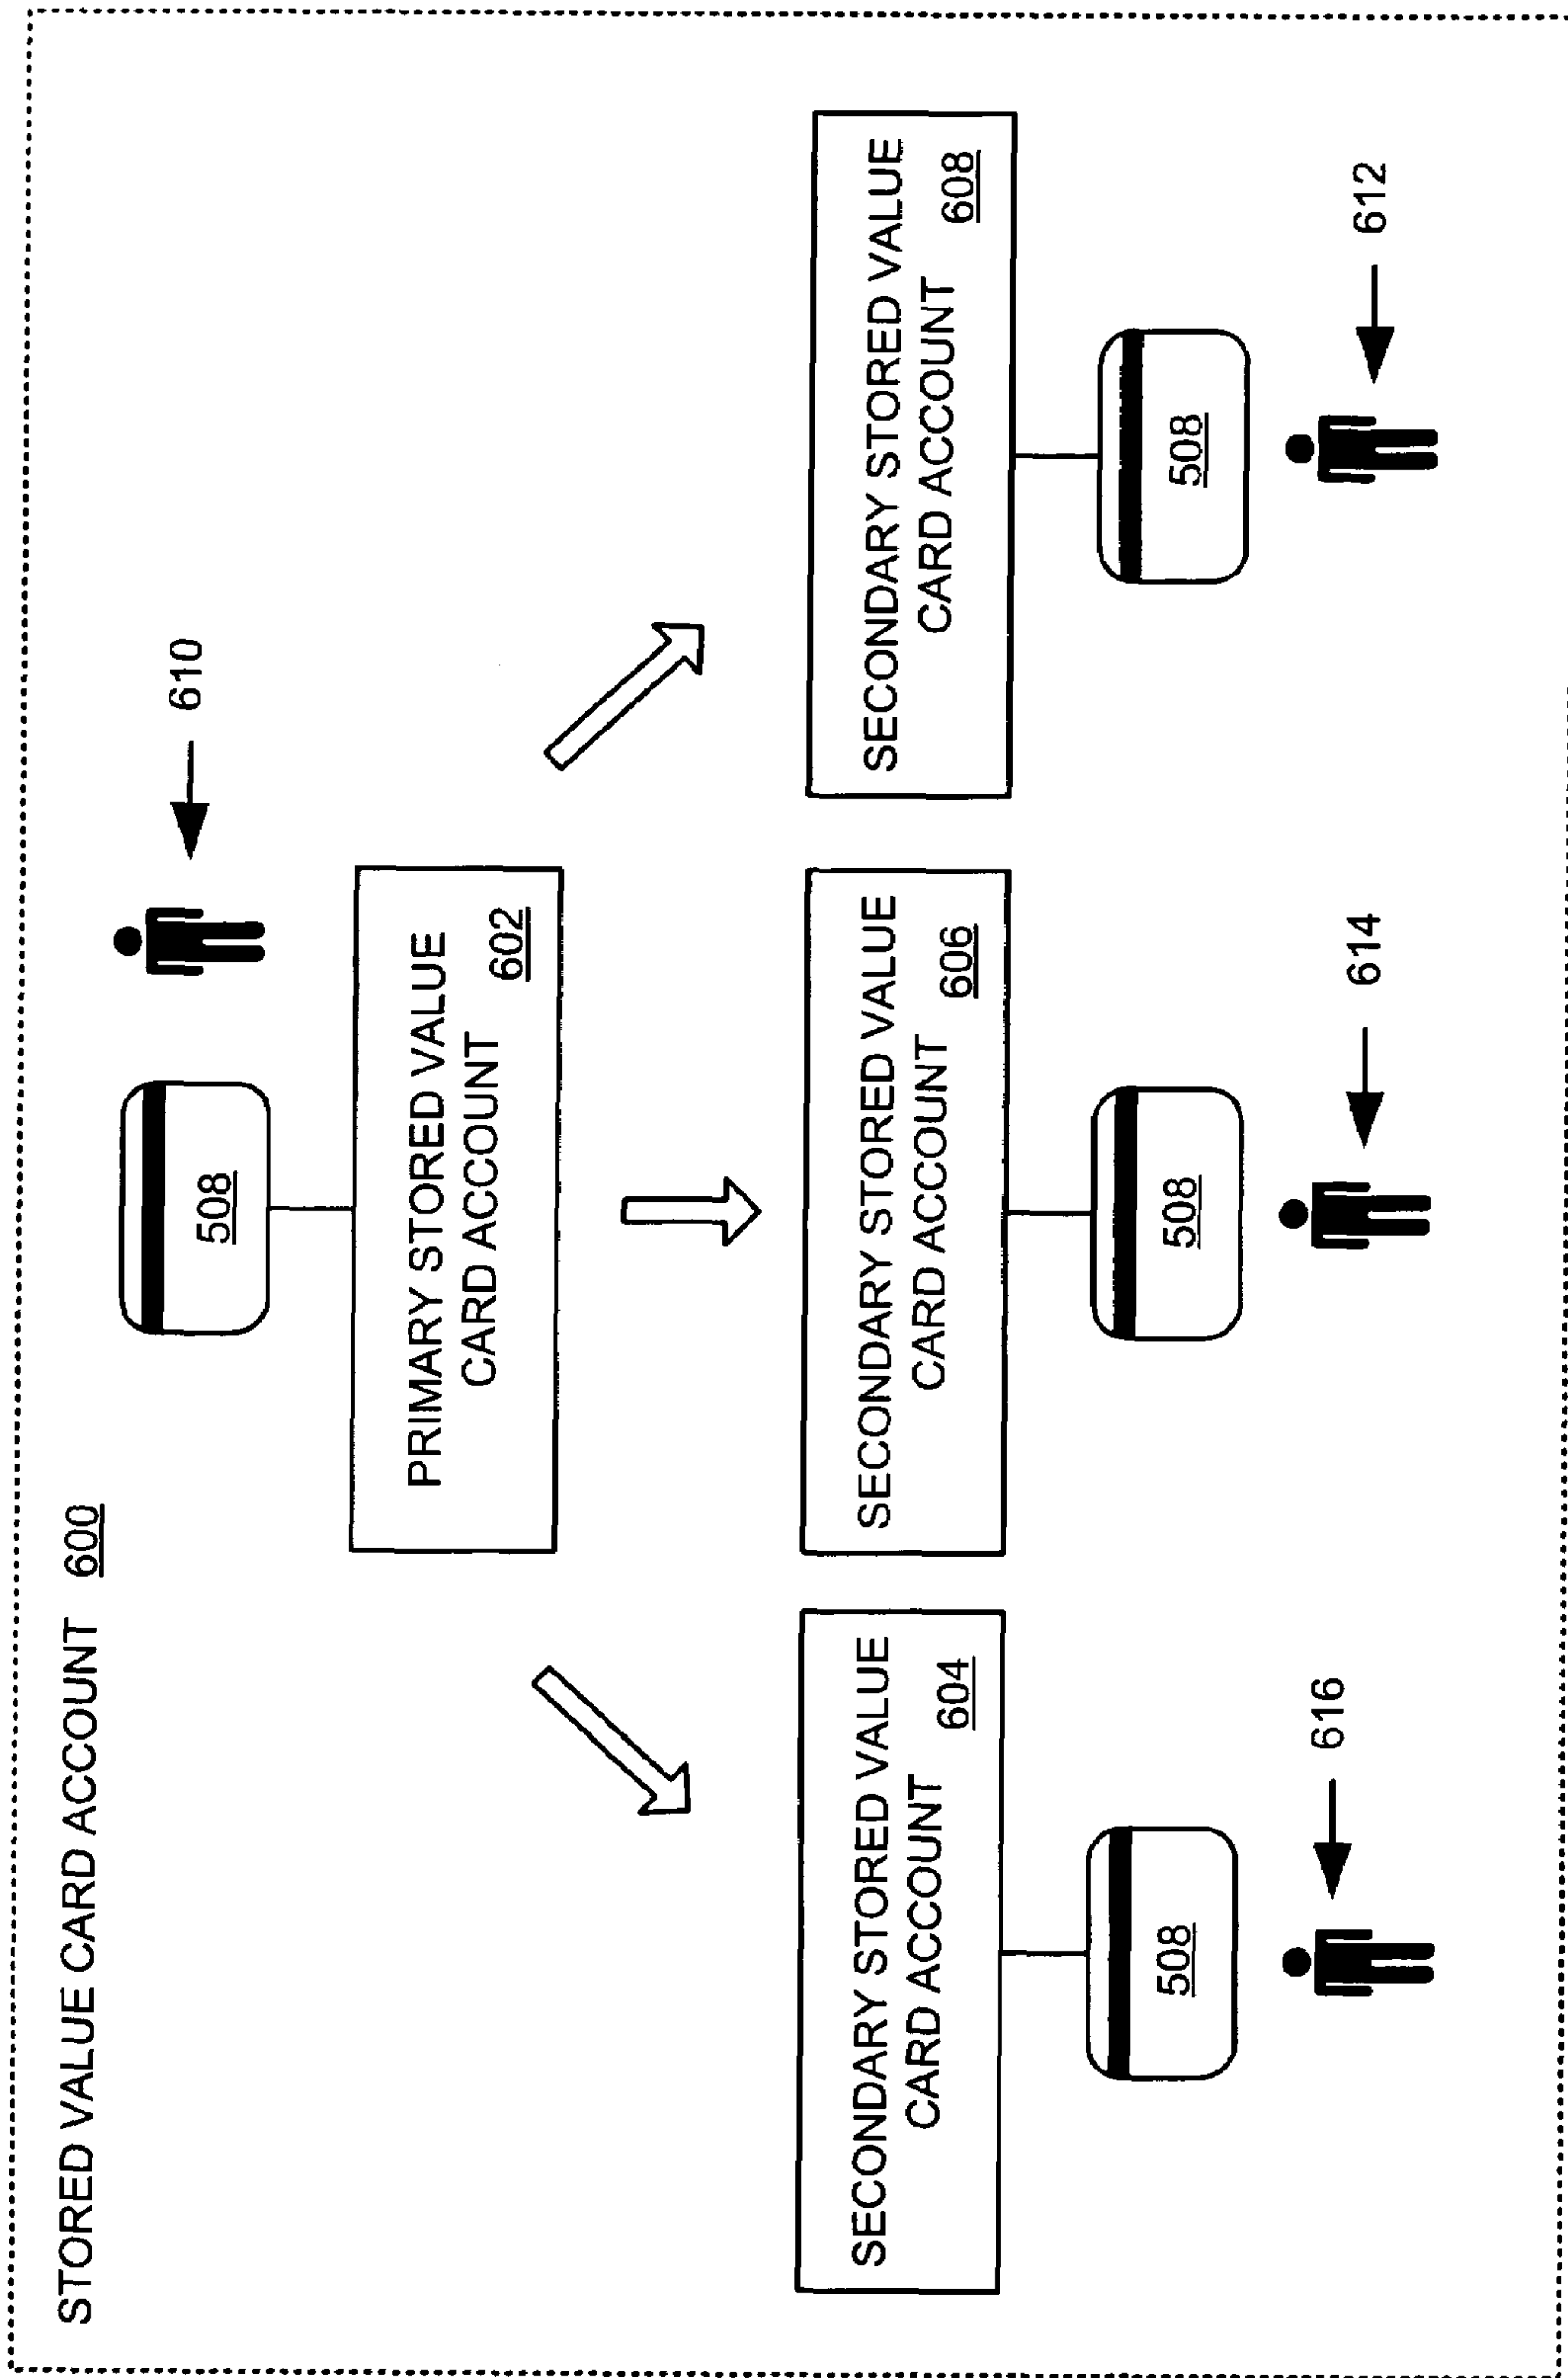 STORED VALUE CARD ACCOUNT 600
508
610
PRIMARY STORED VALUE
CARD ACCOUNT
602
SECONDARY STORED VALUE
CARD ACCOUNT
604
SECONDARY STORED VALUE
CARD ACCOUNT
606
SECONDARY STORED VALUE
CARD ACCOUNT
608
508
508
508
616
614
612